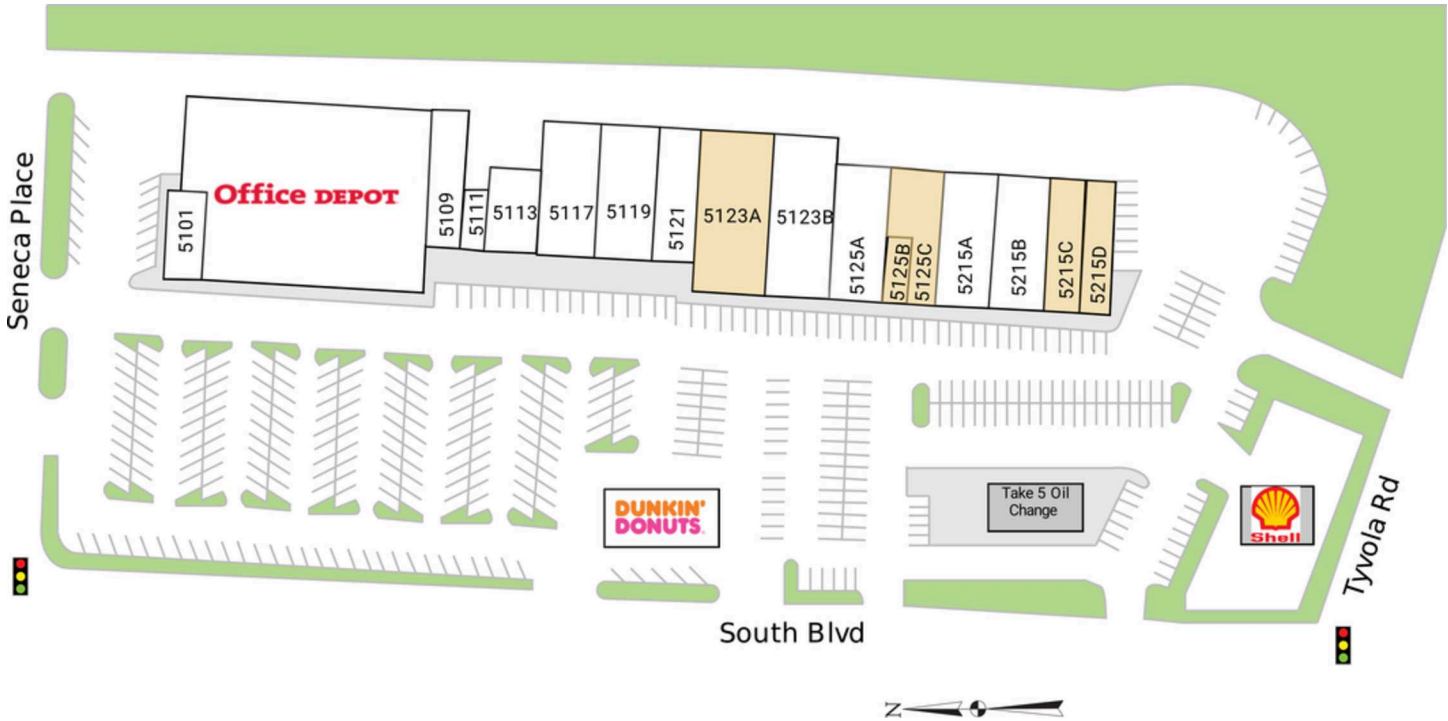 Seneca Place
5101
Office DEPOT
5109
5111
5113
5117
5119
5121
5123A
5123B
5125A
5125B
5125C
5215A
5215B
5215C
5215D
DUNKIN'
DONUTS
Take 5 Oil
Change
Shell
Tyvola Rd
South Blvd
N